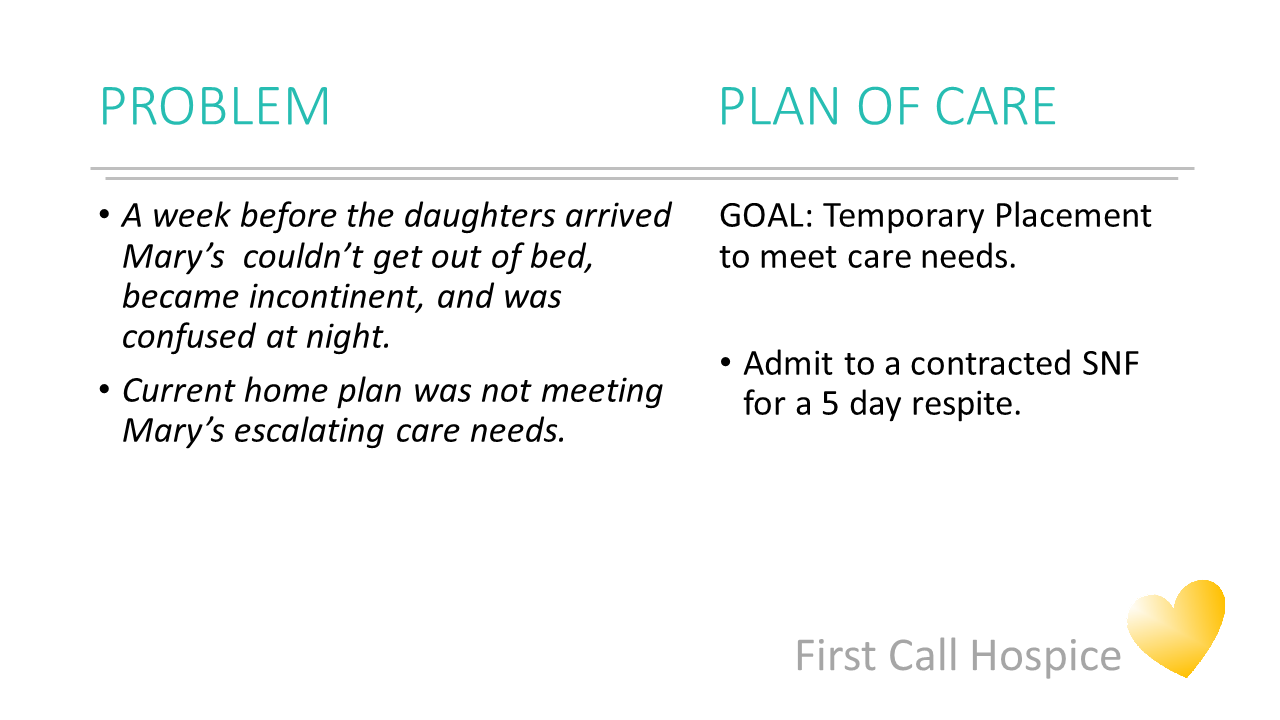 PROBLEM
PLAN OF CARE
• A week before the daughters arrived
Mary’s  couldn’t get out of bed,
became incontinent, and was
confused at night.
• Current home plan was not meeting
Mary’s escalating care needs.
GOAL: Temporary Placement
to meet care needs.
• Admit to a contracted SNF
for a 5 day respite.
First Call Hospice